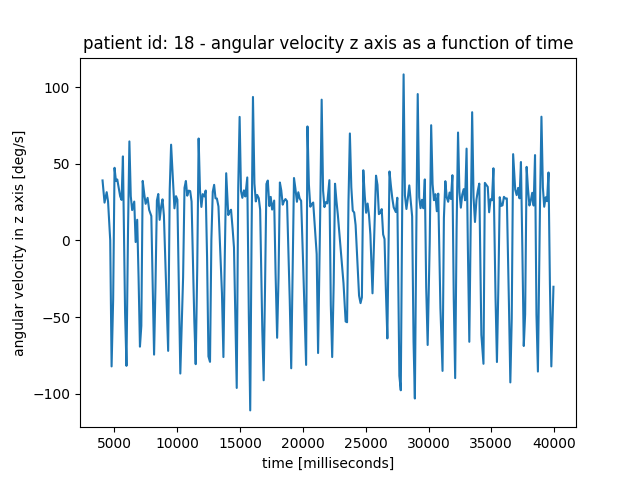 patient id: 18 - angular velocity z axis as a function of time
angular velocity in z axis [deg/s]
100
50
0
−50
−100
5000 10000 15000 20000 25000 30000 35000 40000
time [milliseconds]